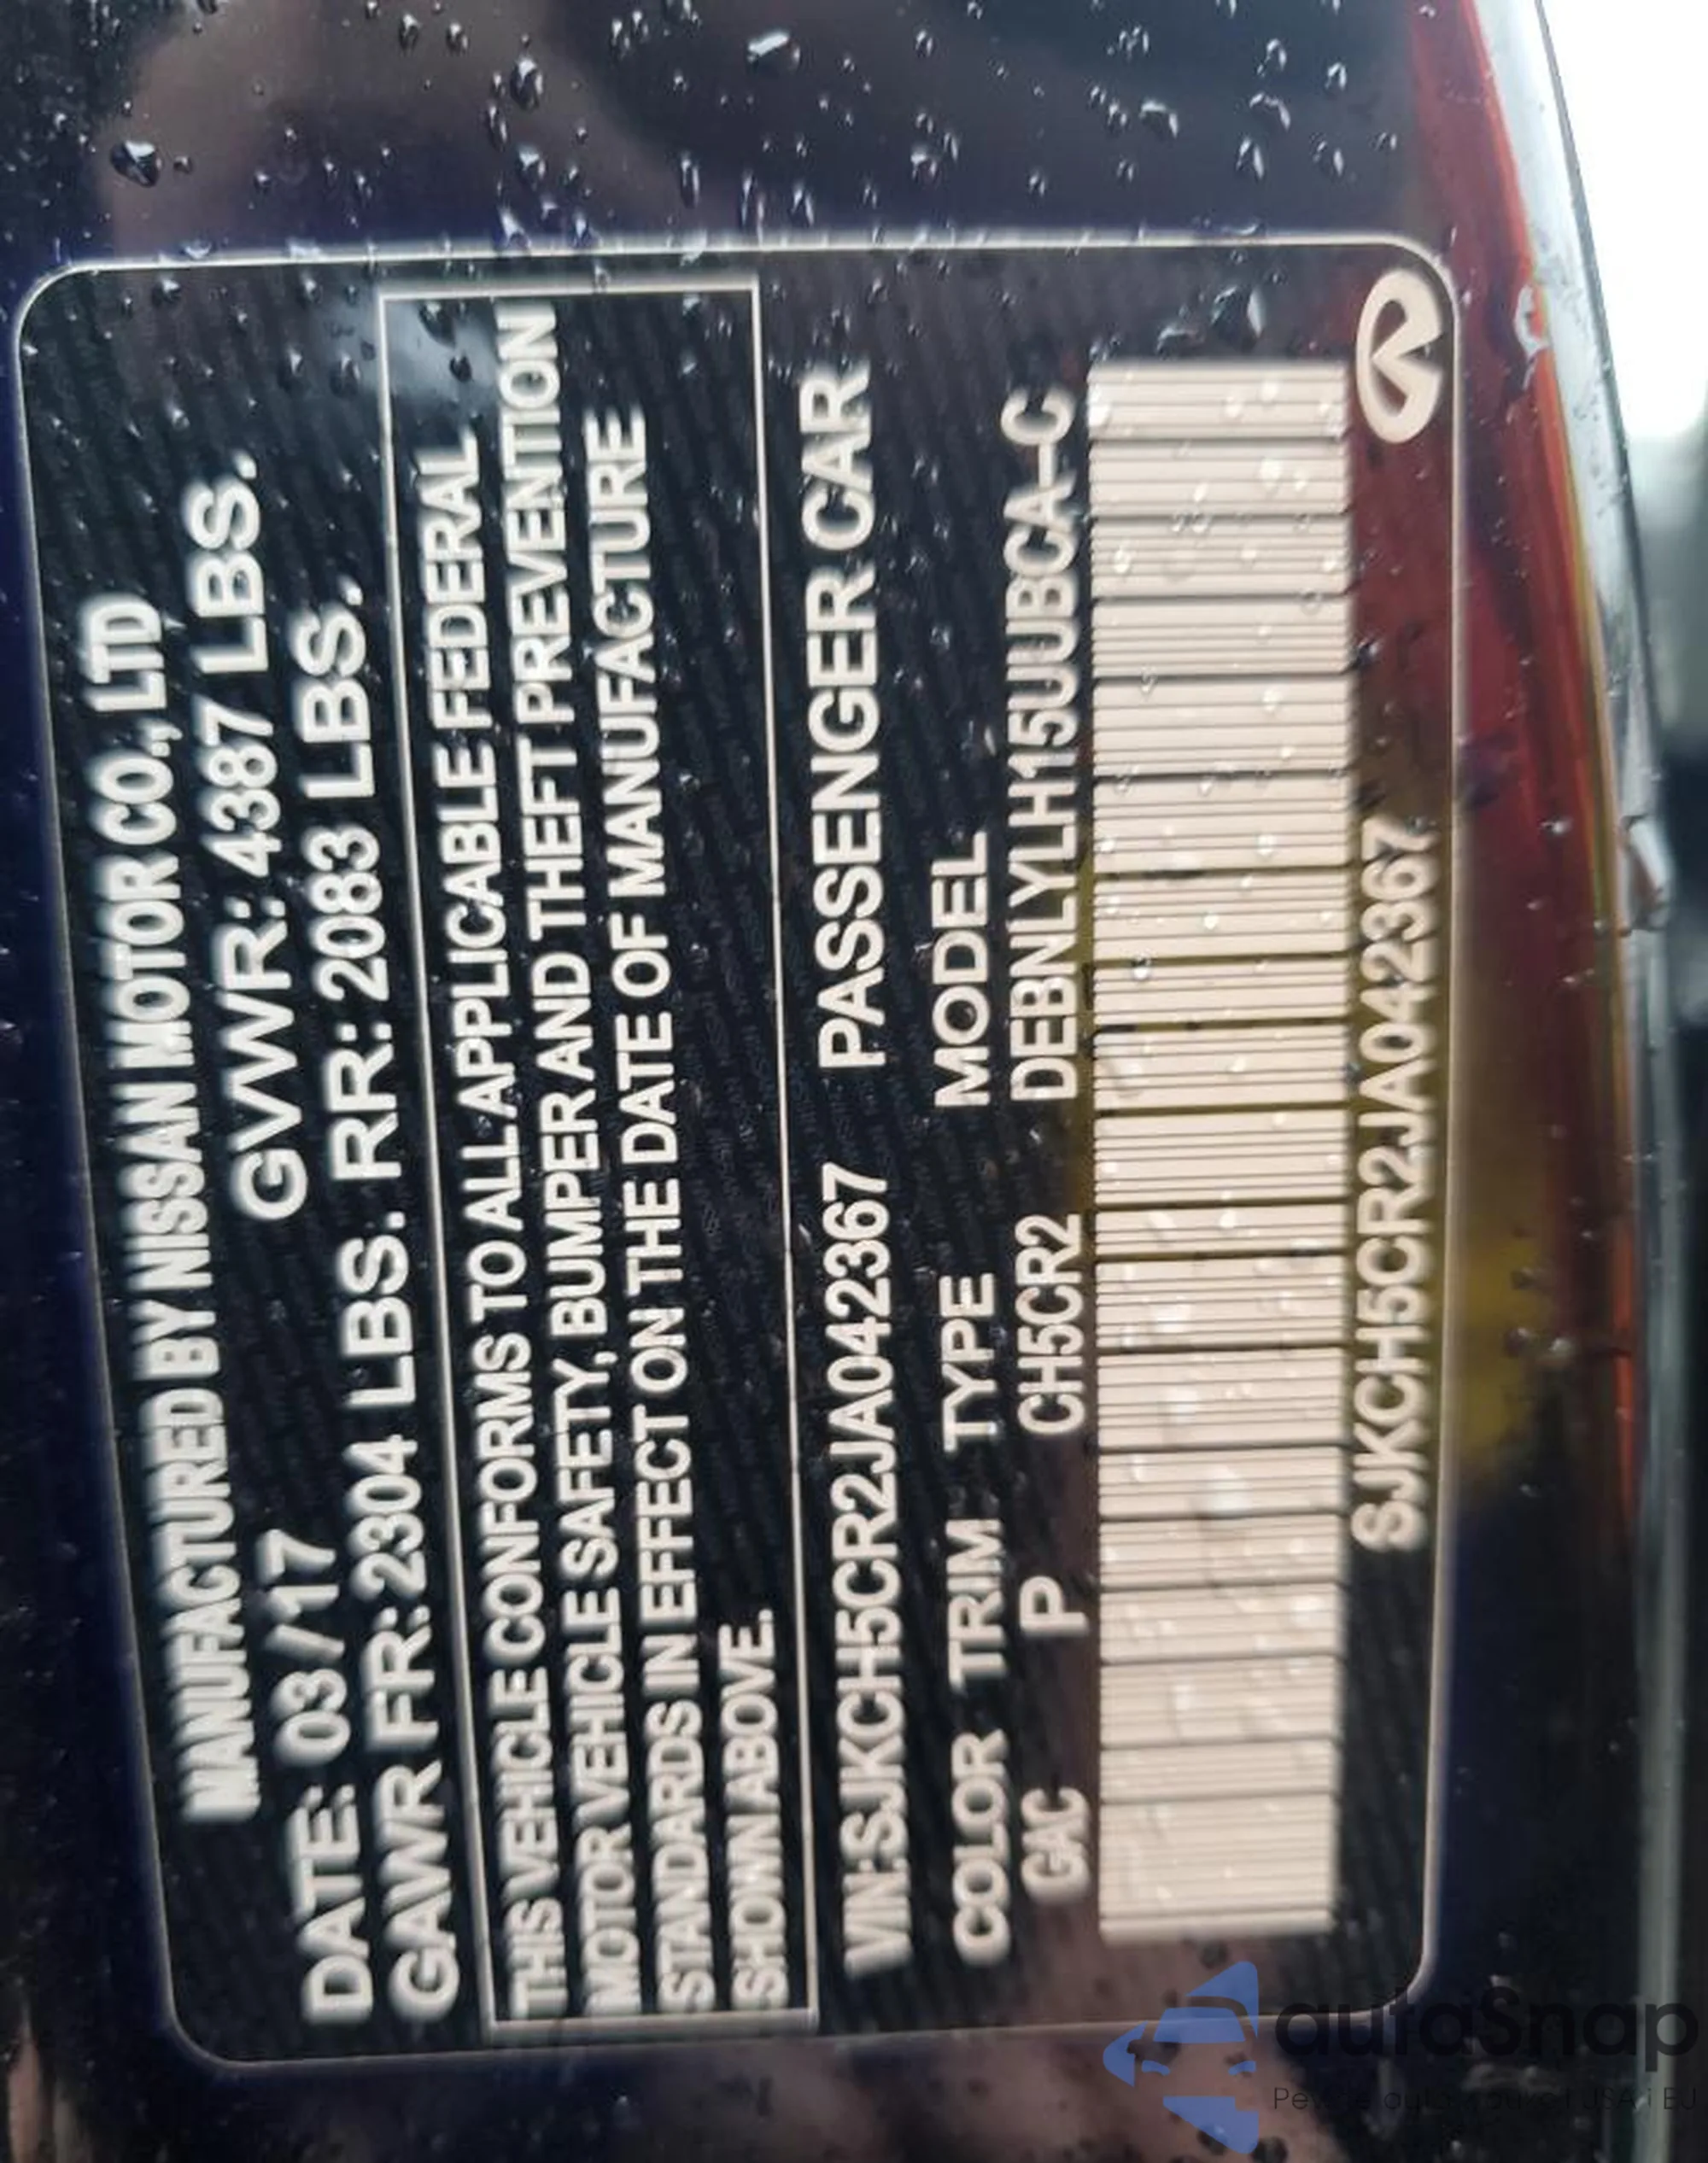 MANUFACTURED BY NISSAN MOTOR CO., LTD
DATE: 03/17 GVWR: 4387 LBS.
GAWR FR: 2304 LBS. RR: 2083 LBS.
THIS VEHICLE CONFORMS TO ALL APPLICABLE FEDERAL
MOTOR VEHICLE SAFETY, BUMPER AND THEFT PREVENTION
STANDARDS IN EFFECT ON THE DATE OF MANUFACTURE
SHOWN ABOVE.
VIN:SJKCH5CR2JA042367 PASSENGER CAR
COLOR TRIM TYPE MODEL
GAC P CH5CR2 DEBNLYLH15UUBCA-C
SJKCH5CR2JA042367
autaSnap